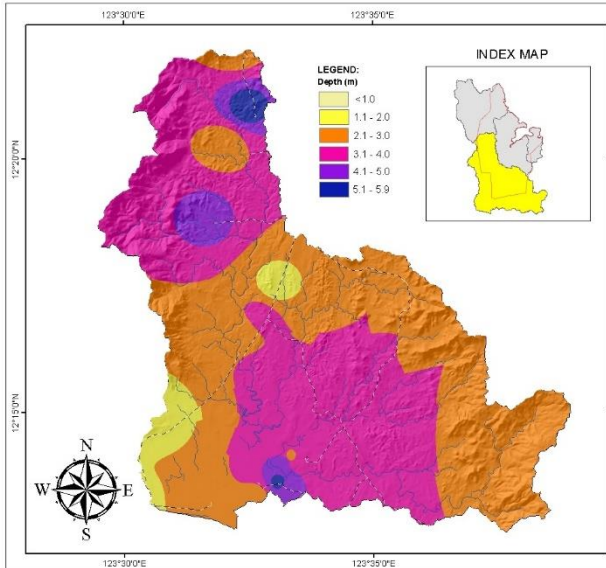 123°30'0"E
123°35'0"E
LEGEND:
Depth (m)
<1.0
1.1 - 2.0
2.1 - 3.0
3.1 - 4.0
4.1 - 5.0
5.1 - 5.9
INDEX MAP
12°20'0"N
12°15'0"N
N
W
E
S
123°30'0"E
123°35'0"E